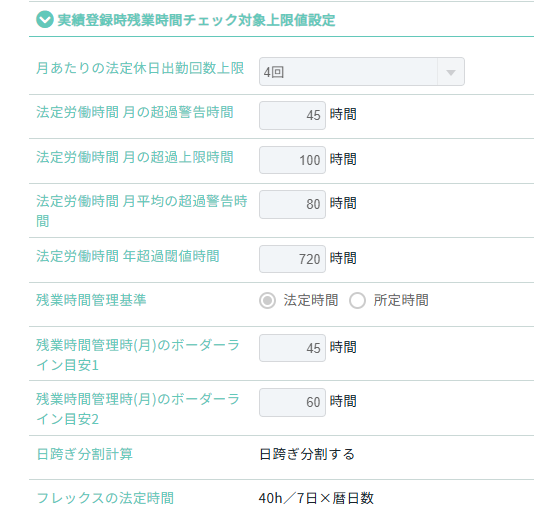 実績登録時残業時間チェック対象上限値設定
月あたりの法定休日出勤回数上限 4回
法定労働時間 月の超過警告時間 45 時間
法定労働時間 月の超過上限時間 100 時間
法定労働時間 月平均の超過警告時 80 時間
間
法定労働時間 年超過閾値時間 720 時間
残業時間管理基準 法定時間 所定時間
残業時間管理時(月)のボーダーラ 45 時間
イン目安1
残業時間管理時(月)のボーダーラ 60 時間
イン目安2
日跨ぎ分割計算 日跨ぎ分割する
フレックスの法定時間 40h／7日×暦日数